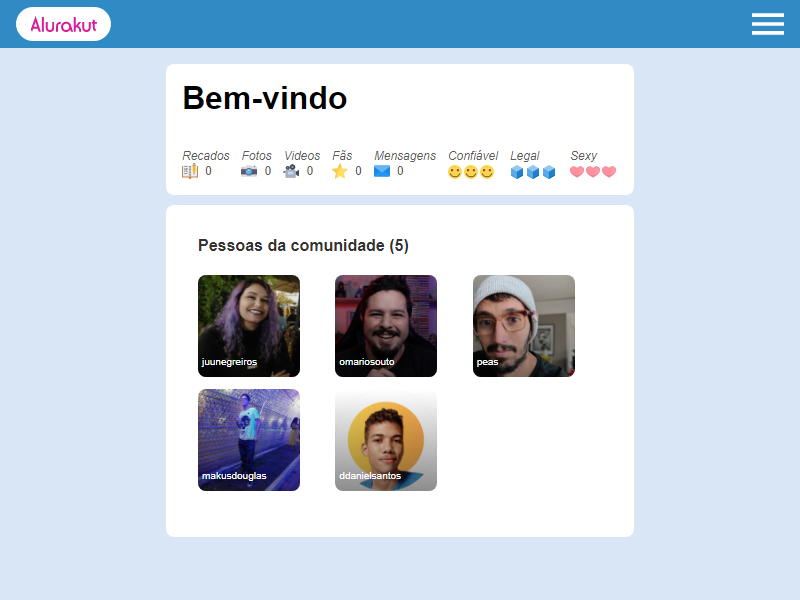 Alurakut
Bem-vindo
Recados Fotos Videos Fãs Mensagens Confiável Legal Sexy
0 0 0 0 0
Pessoas da comunidade (5)
juunegreiros omariosouto peas
makusdouglas ddanielsantos